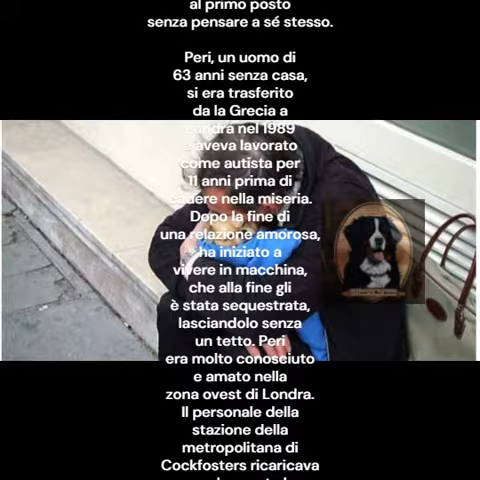 al primo posto
senza pensare a sé stesso.
Peri, un uomo di
63 anni senza casa,
si era trasferito
da la Grecia a
Londra nel 1989
e aveva lavorato
come autista per
11 anni prima di
cadere nella miseria.
Dopo la fine di
una relazione amorosa,
ha iniziato a
vivere in macchina,
che alla fine gli
è stata sequestrata,
lasciandolo senza
un tetto. Peri
era molto conosciuto
e amato nella
zona ovest di Londra.
Il personale della
stazione della
metropolitana di
Cockfosters ricaricava